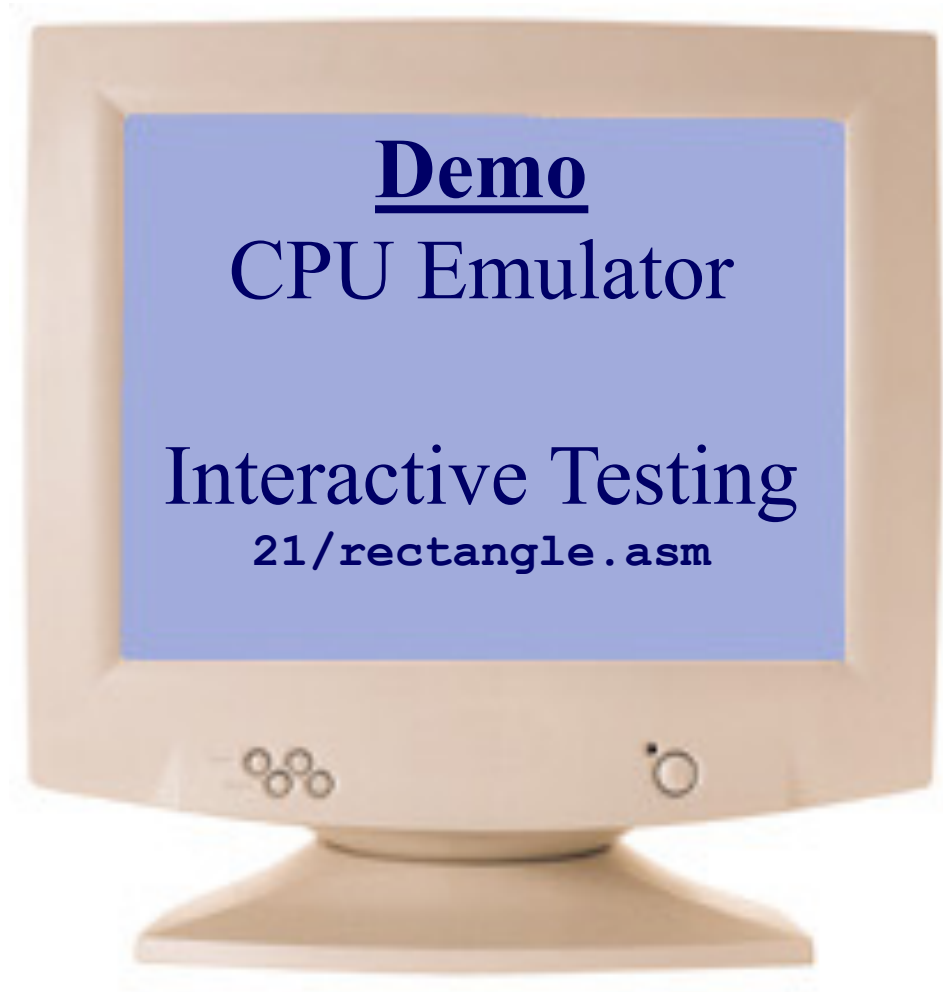 Demo
CPU Emulator
Interactive Testing
21/rectangle.asm